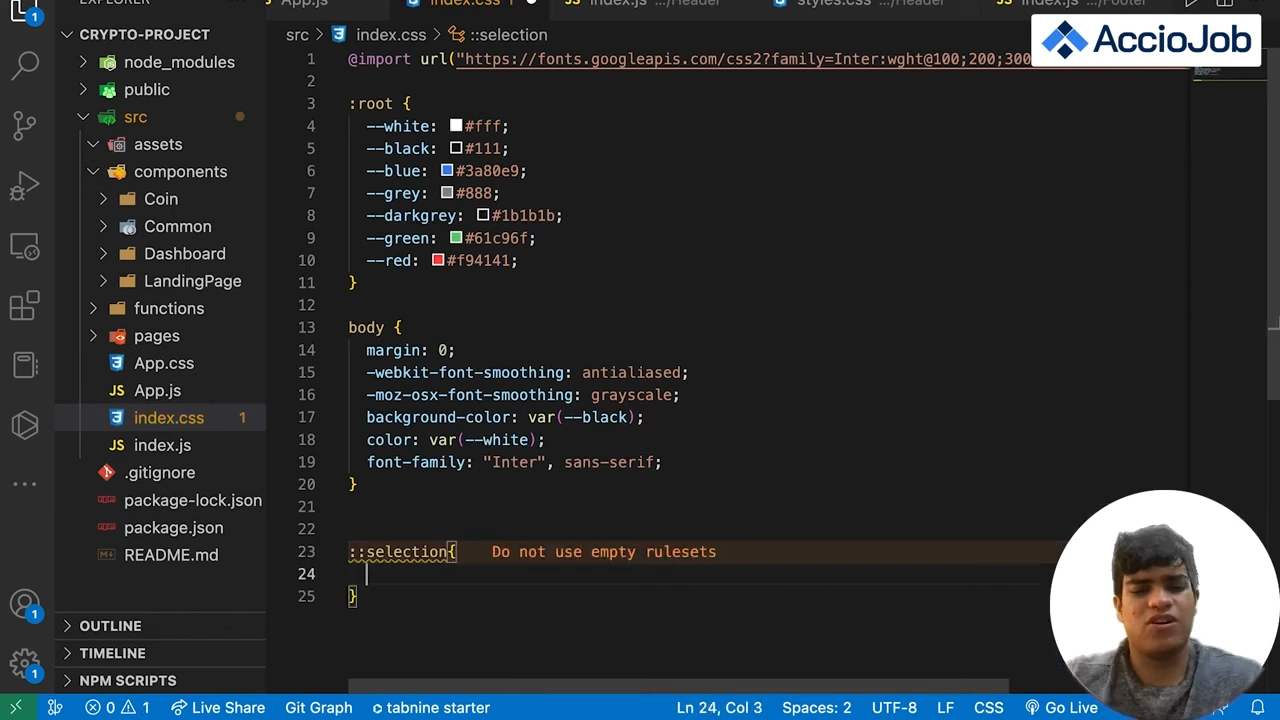 EXPLORER
App.js
index.css 1
index.js .../Header
styles.css .../Header
index.js .../Footer
AccioJob
1
CRYPTO-PROJECT
node_modules
public
src
assets
components
Coin
Common
Dashboard
LandingPage
functions
pages
App.css
JS App.js
index.css 1
JS index.js
.gitignore
package-lock.json
package.json
README.md
OUTLINE
TIMELINE
NPM SCRIPTS
1
1
src > index.css > ::selection
1 @import url("https://fonts.googleapis.com/css2?family=Inter:wght@100;200;300
2
3 :root {
4 --white: #fff;
5 --black: #111;
6 --blue: #3a80e9;
7 --grey: #888;
8 --darkgrey: #1b1b1b;
9 --green: #61c96f;
10 --red: #f94141;
11 }
12
13 body {
14 margin: 0;
15 -webkit-font-smoothing: antialiased;
16 -moz-osx-font-smoothing: grayscale;
17 background-color: var(--black);
18 color: var(--white);
19 font-family: "Inter", sans-serif;
20 }
21
22
23 ::selection{ Do not use empty rulesets
24
25 }
0 1 Live Share Git Graph tabnine starter Ln 24, Col 3 Spaces: 2 UTF-8 LF CSS Go Live